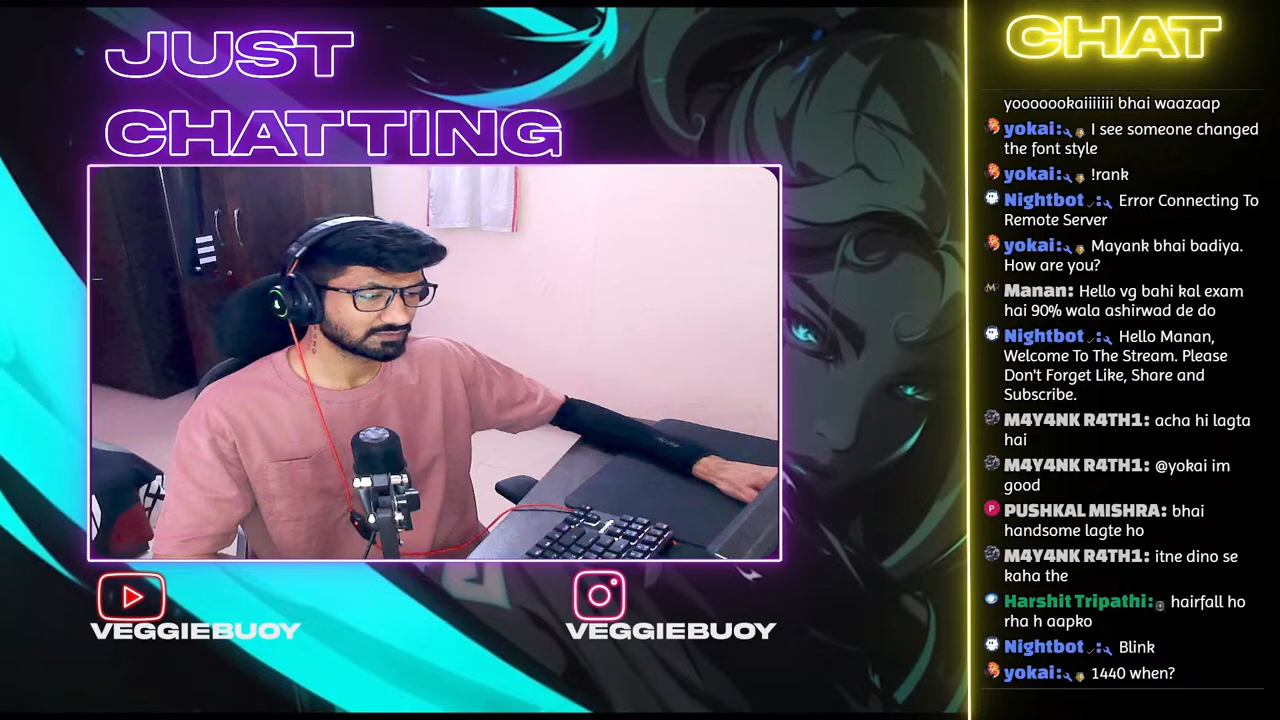 JUST
CHATTING
VEGGIEBUOY
VEGGIEBUOY
CHAT
yooooookaiiiiiii bhai waazaap
yokai: I see someone changed
the font style
yokai: !rank
Nightbot: Error Connecting To
Remote Server
yokai: Mayank bhai badiya.
How are you?
Manan: Hello vg bahi kal exam
hai 90% wala ashirwad de do
Nightbot: Hello Manan,
Welcome To The Stream. Please
Don't Forget Like, Share and
Subscribe.
M4Y4NK R4TH1: acha hi lagta
hai
M4Y4NK R4TH1: @yokai im
good
P PUSHKAL MISHRA: bhai
handsome lagte ho
M4Y4NK R4TH1: itne dino se
kaha the
Harshit Tripathi: hairfall ho
rha h aapko
Nightbot: Blink
yokai: 1440 when?